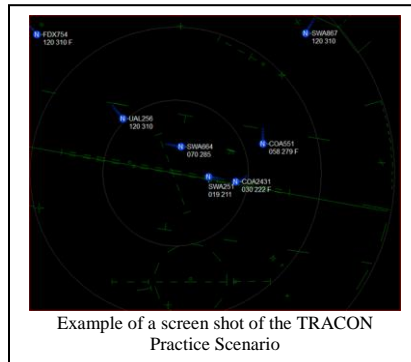 FDX754
120 310 F
SWA867
120 310
UAL256
120 310
SWA664
070 285
COA551
058 279 F
SWA251
019 211
COA2431
030 222 F
Example of a screen shot of the TRACON
Practice Scenario